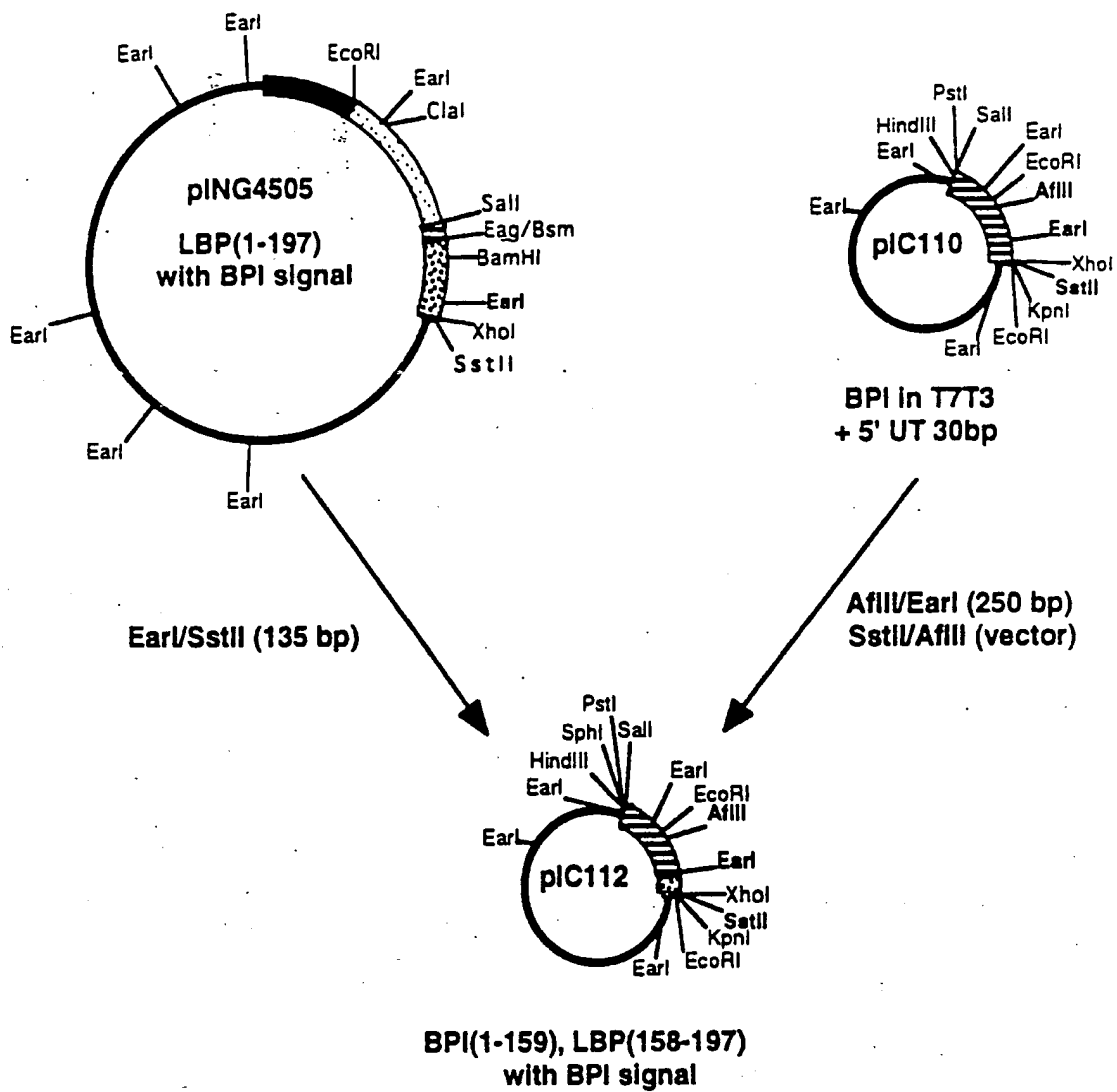 EarI
EarI
EcoRI
EarI
ClaI
pING4505
LBP(1-197)
with BPI signal
SalI
Eag/Bsm
BamHI
EarI
XhoI
SstII
EarI
EarI
EarI
PstI
HindIII
SalI
EarI
EarI
EcoRI
AflII
EarI
pIC110
EarI
XhoI
SstII
KpnI
EcoRI
EarI
BPI in T7T3
+ 5' UT 30bp
EarI/SstII (135 bp)
AflII/EarI (250 bp)
SstII/AflII (vector)
PstI
SphI
SalI
HindIII
EarI
EarI
EcoRI
AflII
EarI
EarI
pIC112
XhoI
SstII
KpnI
EcoRI
EarI
BPI(1-159), LBP(158-197)
with BPI signal